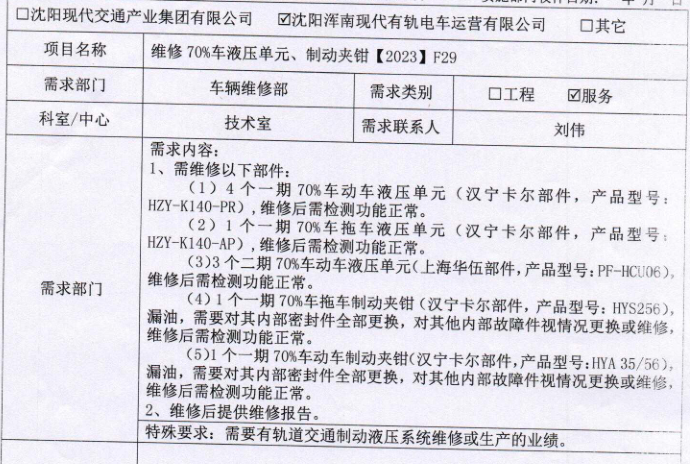 □沈阳现代交通产业集团有限公司 ☑沈阳浑南现代有轨电车运营有限公司 □其它
项目名称 维修 70%车液压单元、制动夹钳【2023】F29
需求部门 车辆维修部 需求类别 □工程 ☑服务
科室/中心 技术室 需求联系人 刘伟
需求部门
需求内容：
1、需维修以下部件：
（1）4 个一期 70%车动车液压单元（汉宁卡尔部件，产品型号：
HZY-K140-PR），维修后需检测功能正常。
（2）1 个一期 70%车拖车液压单元（汉宁卡尔部件，产品型号：
HZY-K140-AP），维修后需检测功能正常。
(3)3 个二期 70%车动车液压单元(上海华伍部件,产品型号:PF-HCU06)，
维修后需检测功能正常。
(4)1 个一期 70%车拖车制动夹钳（汉宁卡尔部件，产品型号：HYS256），
漏油，需要对其内部密封件全部更换，对其他内部故障件视情况更换或维修，
维修后需检测功能正常。
(5)1 个一期 70%车动车制动夹钳(汉宁卡尔部件,产品型号:HYA 35/56)，
漏油，需要对其内部密封件全部更换，对其他内部故障件视情况更换或维修，
维修后需检测功能正常。
2、维修后提供维修报告。
特殊要求：需要有轨道交通制动液压系统维修或生产的业绩。